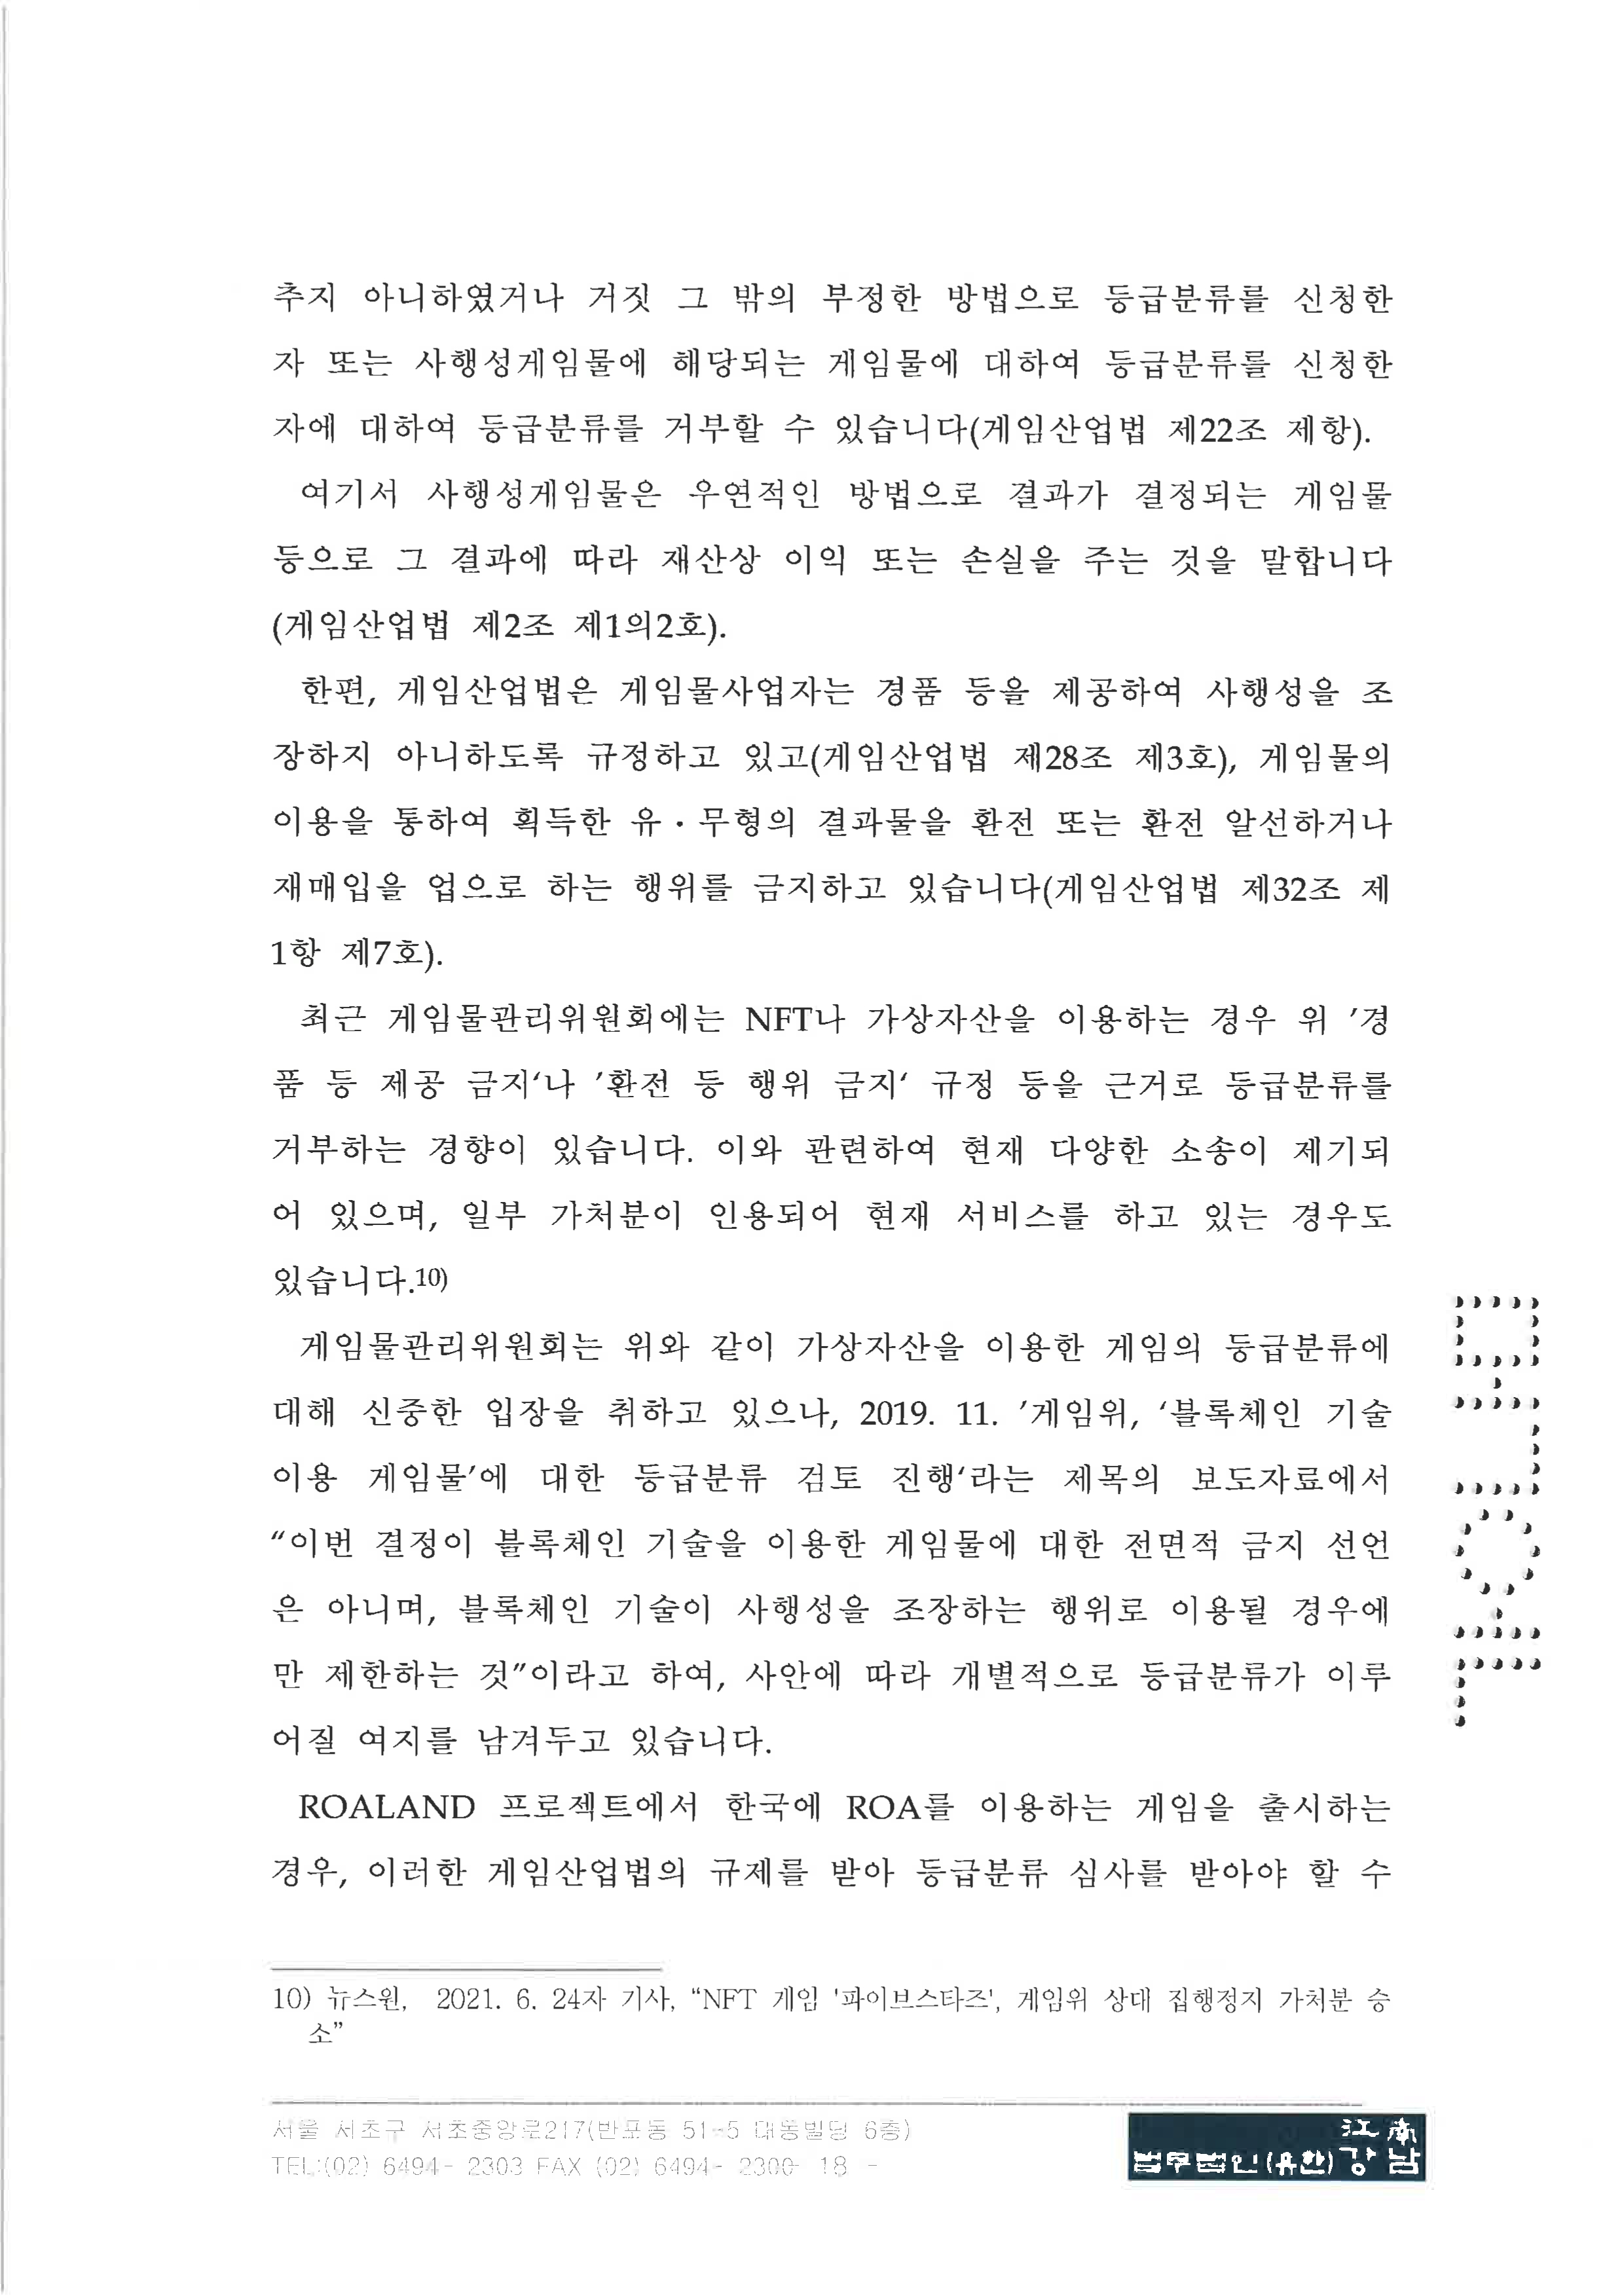 추지 아니하였거나 거짓 그 밖의 부정한 방법으로 등급분류를 신청한
자 또는 사행성게임물에 해당되는 게임물에 대하여 등급분류를 신청한
자에 대하여 등급분류를 거부할 수 있습니다(게임산업법 제22조 제항).
여기서 사행성게임물은 우연적인 방법으로 결과가 결정되는 게임물
등으로 그 결과에 따라 재산상 이익 또는 손실을 주는 것을 말합니다
(게임산업법 제2조 제1의2호).
한편, 게임산업법은 게임물사업자는 경품 등을 제공하여 사행성을 조
장하지 아니하도록 규정하고 있고(게임산업법 제28조 제3호), 게임물의
이용을 통하여 획득한 유·무형의 결과물을 환전 또는 환전 알선하거나
재매입을 업으로 하는 행위를 금지하고 있습니다(게임산업법 제32조 제
1항 제7호).
최근 게임물관리위원회에는 NFT나 가상자산을 이용하는 경우 위 '경
품 등 제공 금지'나 '환전 등 행위 금지' 규정 등을 근거로 등급분류를
거부하는 경향이 있습니다. 이와 관련하여 현재 다양한 소송이 제기되
어 있으며, 일부 가처분이 인용되어 현재 서비스를 하고 있는 경우도
있습니다.10)
게임물관리위원회는 위와 같이 가상자산을 이용한 게임의 등급분류에
대해 신중한 입장을 취하고 있으나, 2019. 11. '게임위, '블록체인 기술
이용 게임물'에 대한 등급분류 검토 진행'라는 제목의 보도자료에서
"이번 결정이 블록체인 기술을 이용한 게임물에 대한 전면적 금지 선언
은 아니며, 블록체인 기술이 사행성을 조장하는 행위로 이용될 경우에
만 제한하는 것"이라고 하여, 사안에 따라 개별적으로 등급분류가 이루
어질 여지를 남겨두고 있습니다.
ROALAND 프로젝트에서 한국에 ROA를 이용하는 게임을 출시하는
경우, 이러한 게임산업법의 규제를 받아 등급분류 심사를 받아야 할 수
10) 뉴스원, 2021. 6. 24자 기사, “NFT 게임 '파이브스타즈', 게임위 상대 집행정지 가처분 승
소”
서울 서초구 서초중앙로217(반포동 51-5 대동빌딩 6층)
TEL:(02) 6494- 2303 FAX (02) 6494- 2300- 18 -
江南
법무법인(유한) 강남